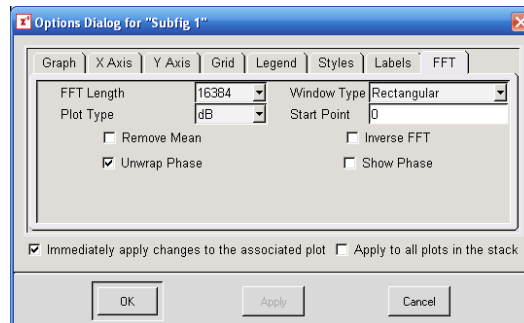 Options Dialog for "Subfig 1"
Graph X Axis Y Axis Grid Legend Styles Labels FFT
FFT Length 16384 Window Type Rectangular
Plot Type dB Start Point 0
Remove Mean Inverse FFT
Unwrap Phase Show Phase
Immediately apply changes to the associated plot Apply to all plots in the stack
OK Apply Cancel